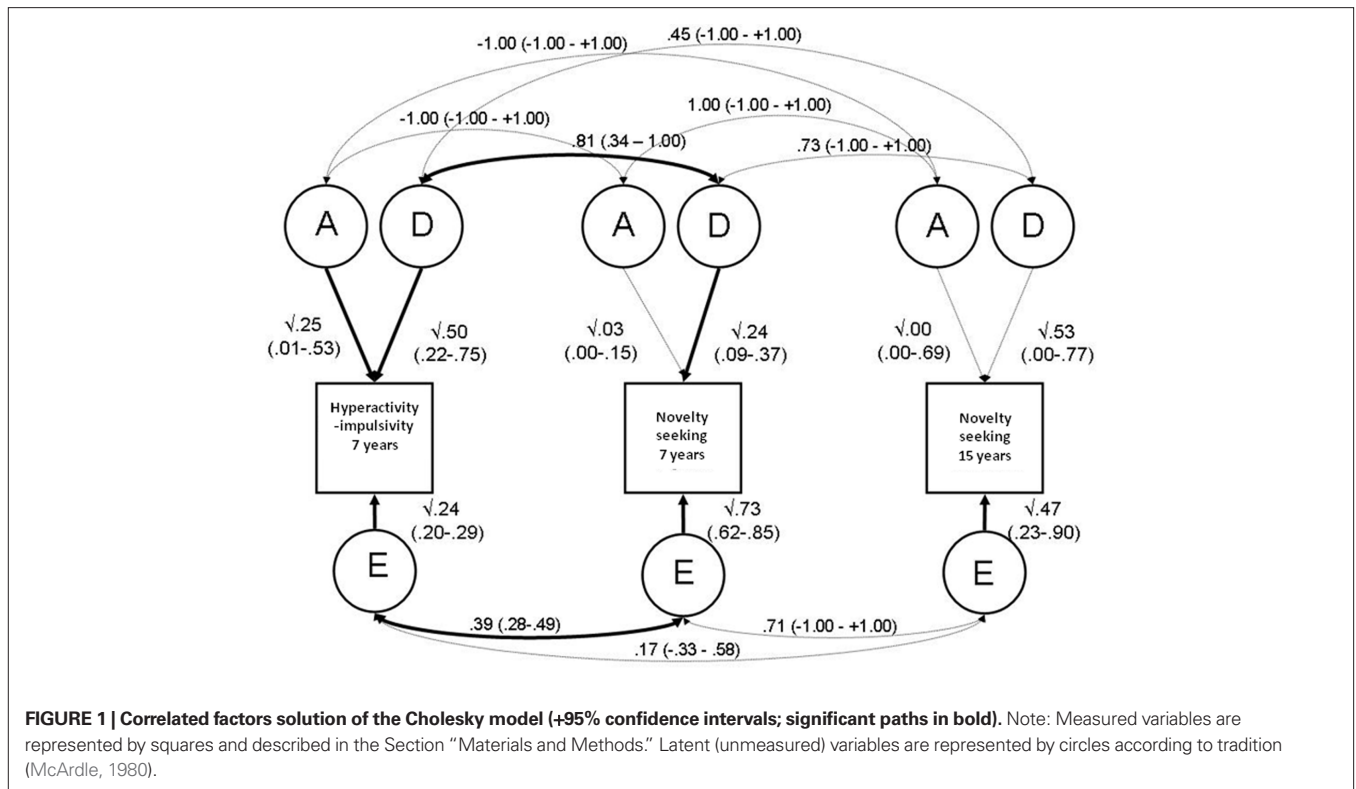 .45 (-1.00 - +1.00)
-1.00 (-1.00 - +1.00)
-1.00 (-1.00 - +1.00)
1.00 (-1.00 - +1.00)
.81 (.34 – 1.00)
.73 (-1.00 - +1.00)
A
D
A
D
A
D
√.25
(.01-.53)
√.50
(.22-.75)
√.03
(.00-.15)
√.24
(.09-.37)
√.00
(.00-.69)
√.53
(.00-.77)
Hyperactivity
-impulsivity
7 years
Novelty
seeking
7 years
Novelty
seeking
15 years
√.24
(.20-.29)
√.73
(.62-.85)
√.47
(.23-.90)
E
E
E
.39 (.28-.49)
.71 (-1.00 - +1.00)
.17 (-.33 - .58)
FIGURE 1 | Correlated factors solution of the Cholesky model (+95% confidence intervals; significant paths in bold). Note: Measured variables are
represented by squares and described in the Section “Materials and Methods.” Latent (unmeasured) variables are represented by circles according to tradition
(McArdle, 1980).